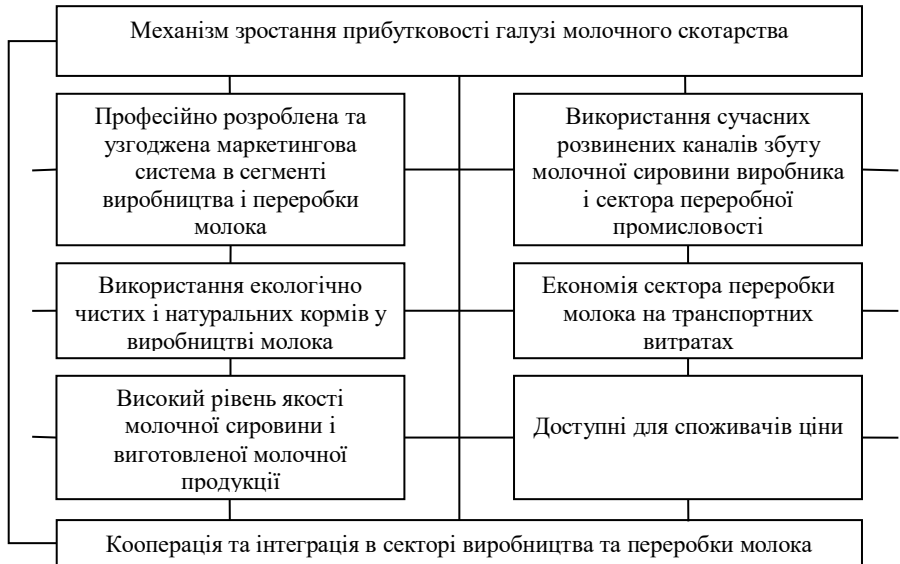 Механізм зростання прибутковості галузі молочного скотарства
Професійно розроблена та
узгоджена маркетингова
система в сегменті
виробництва і переробки
молока
Використання сучасних
розвинених каналів збуту
молочної сировини виробника
і сектора переробної
промисловості
Використання екологічно
чистих і натуральних кормів у
виробництві молока
Економія сектора переробки
молока на транспортних
витратах
Високий рівень якості
молочної сировини і
виготовленої молочної
продукції
Доступні для споживачів ціни
Кооперація та інтеграція в секторі виробництва та переробки молока